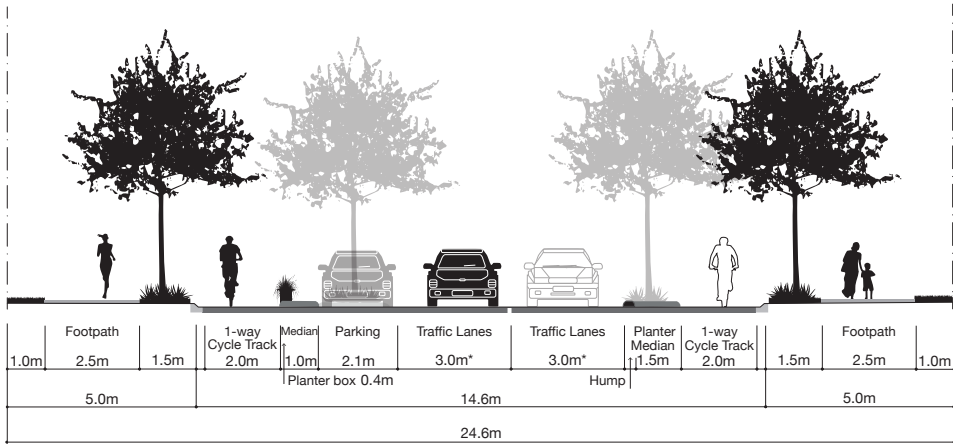 Footpath
1-way
Cycle Track
Median
Parking
Traffic Lanes
Traffic Lanes
Planter
Median
1-way
Cycle Track
Footpath
1.0m
2.5m
1.5m
2.0m
1.0m
2.1m
3.0m*
3.0m*
1.5m
2.0m
1.5m
2.5m
1.0m
Planter box 0.4m
Hump
5.0m
14.6m
5.0m
24.6m